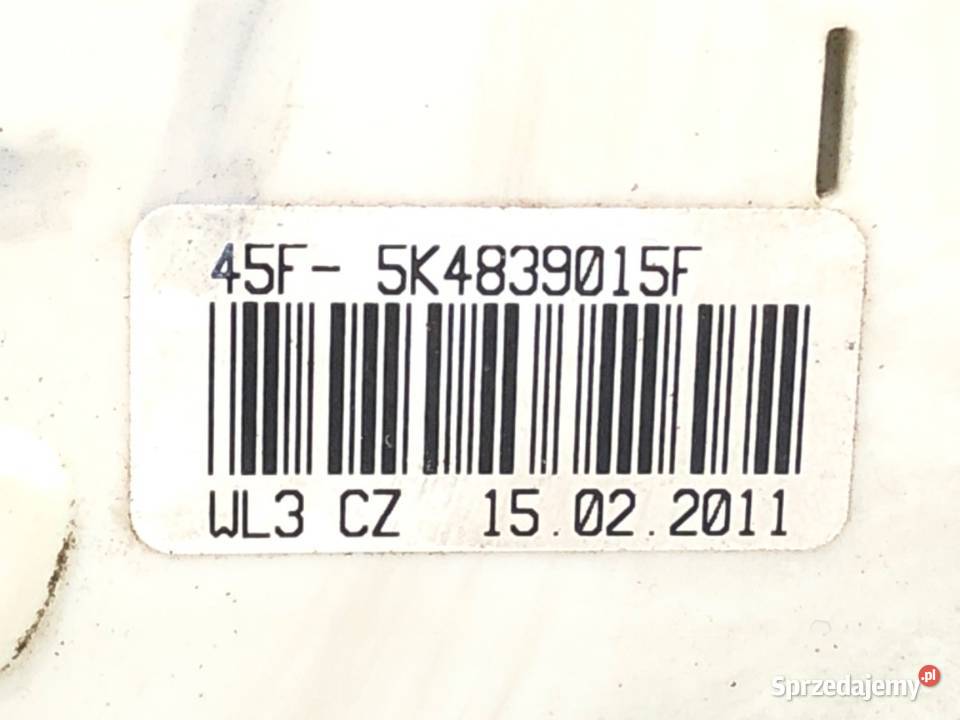 45F- 5K4839015F
WL3 CZ 15.02.2011
Sprzedajemy.pl